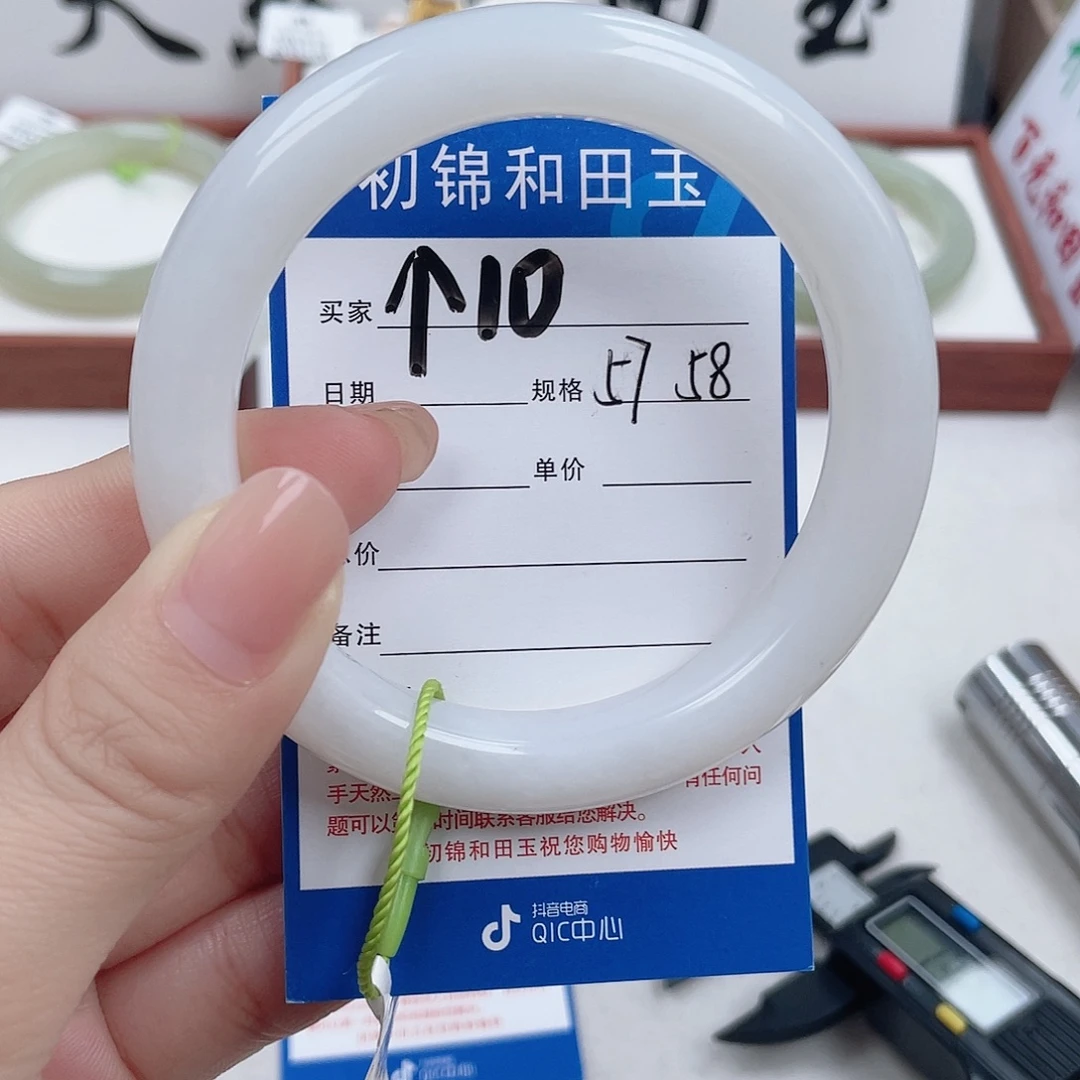 初锦和田玉
买家 ↑10
日期 规格 57 58
单价
价
备注
手天然
有任何问
题可以 时间联系客服给您解决。
初锦和田玉祝您购物愉快
抖音电商
QIC中心